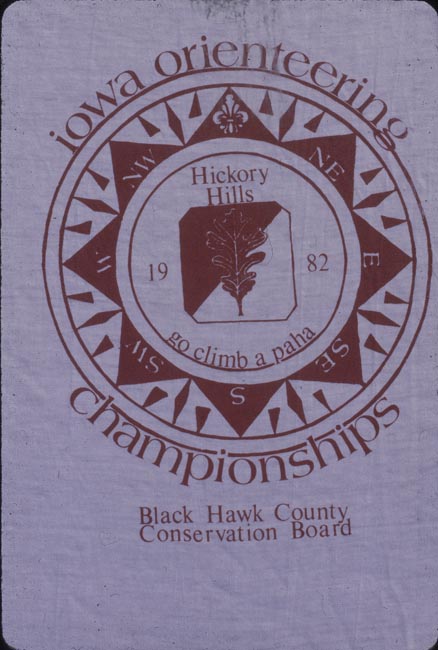 iowa orienteering
NW
NE
Hickory
Hills
W
19
82
E
go climb a paha
SW
SE
S
championships
Black Hawk County
Conservation Board